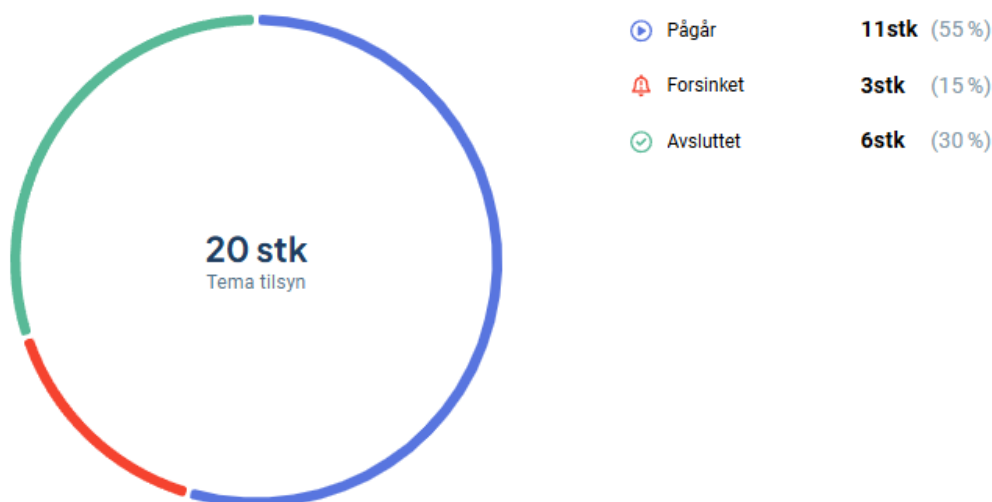 Pågår 11stk (55 %)
Forsinket 3stk (15 %)
Avsluttet 6stk (30 %)
20 stk
Tema tilsyn